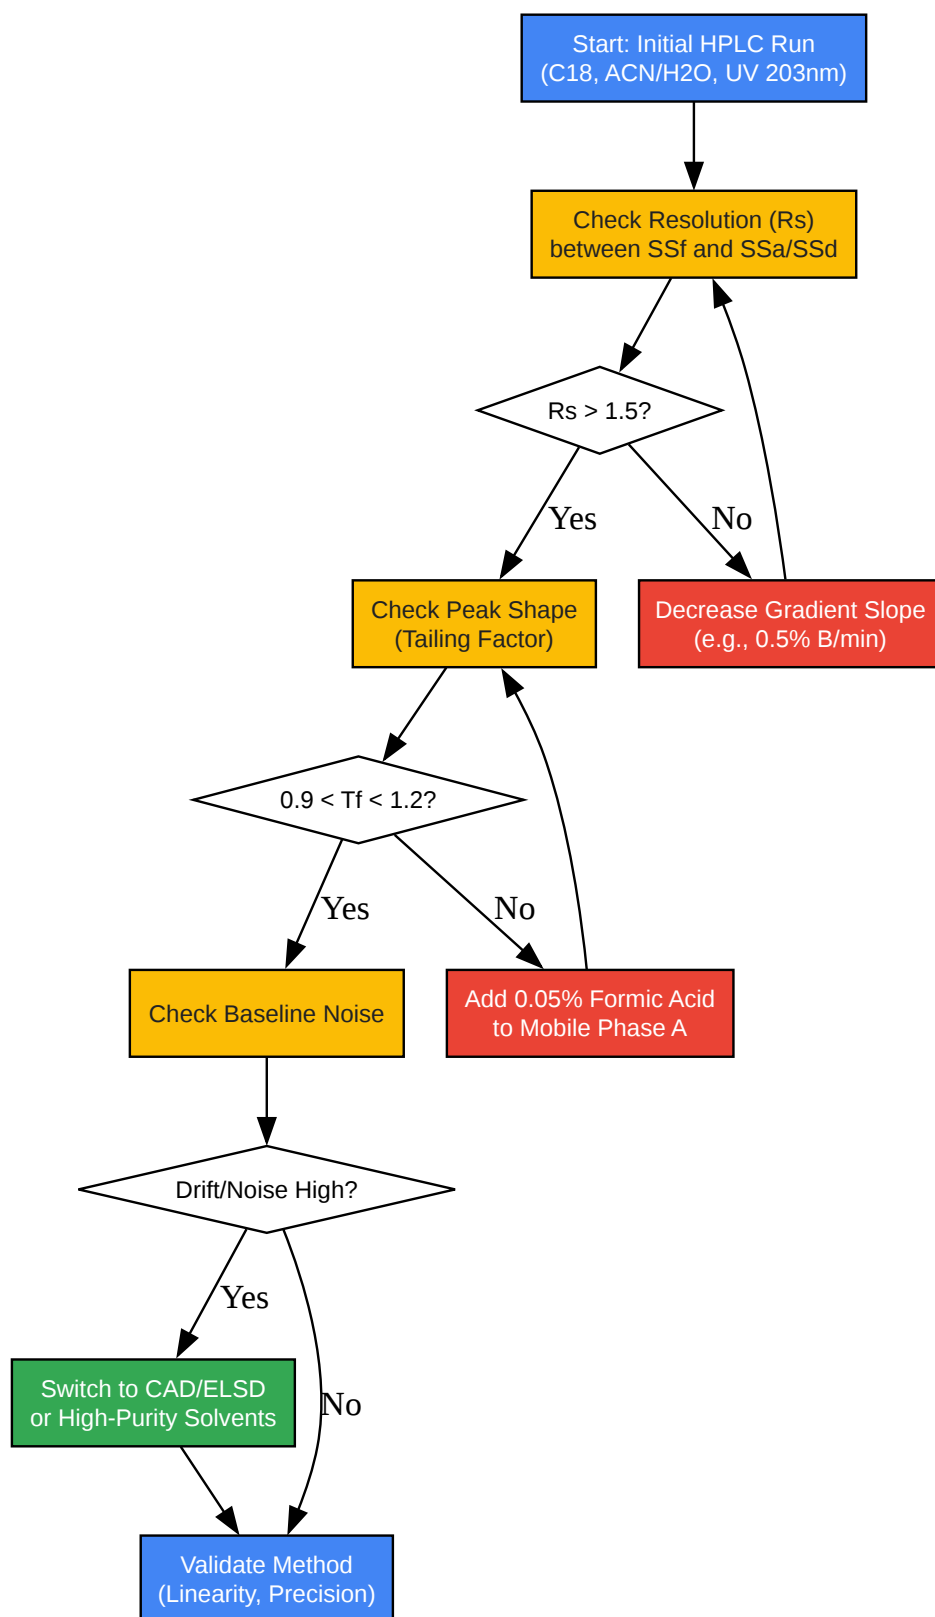 Start: Initial HPLC Run
(C18, ACN/H2O, UV 203nm)
Check Resolution (Rs)
between SSf and SSa/SSd
Rs > 1.5?
Yes
No
Check Peak Shape
(Tailing Factor)
Decrease Gradient Slope
(e.g., 0.5% B/min)
0.9 < Tf < 1.2?
Yes
No
Check Baseline Noise
Add 0.05% Formic Acid
to Mobile Phase A
Drift/Noise High?
Yes
No
Switch to CAD/ELSD
or High-Purity Solvents
Validate Method
(Linearity, Precision)